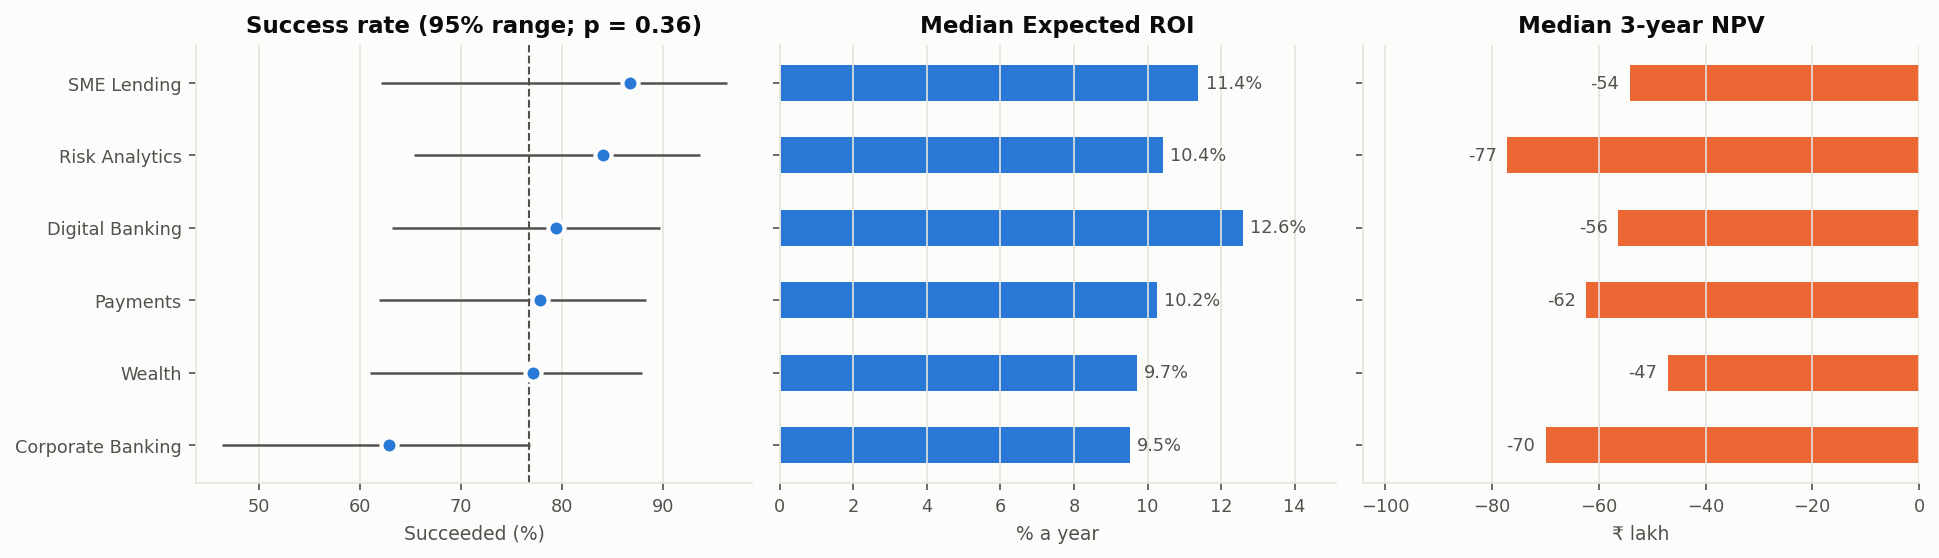 Success rate (95% range; p = 0.36)
SME Lending
Risk Analytics
Digital Banking
Payments
Wealth
Corporate Banking
50 60 70 80 90
Succeeded (%)
Median Expected ROI
11.4%
10.4%
12.6%
10.2%
9.7%
9.5%
0 2 4 6 8 10 12 14
% a year
Median 3-year NPV
-54
-77
-56
-62
-47
-70
−100 −80 −60 −40 −20 0
₹ lakh